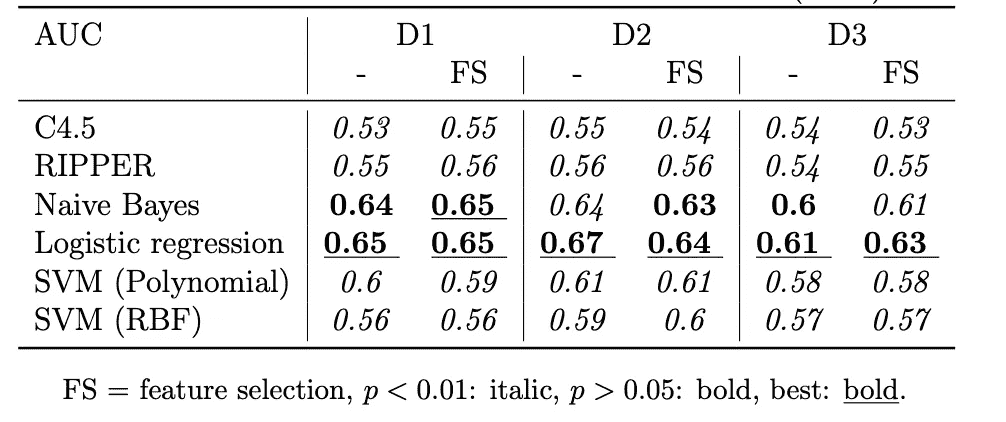 AUC D1 D2 D3
- FS - FS - FS
C4.5 0.53 0.55 0.55 0.54 0.54 0.53
RIPPER 0.55 0.56 0.56 0.56 0.54 0.55
Naive Bayes 0.64 0.65 0.64 0.63 0.6 0.61
Logistic regression 0.65 0.65 0.67 0.64 0.61 0.63
SVM (Polynomial) 0.6 0.59 0.61 0.61 0.58 0.58
SVM (RBF) 0.56 0.56 0.59 0.6 0.57 0.57
FS = feature selection, p < 0.01: italic, p > 0.05: bold, best: bold.